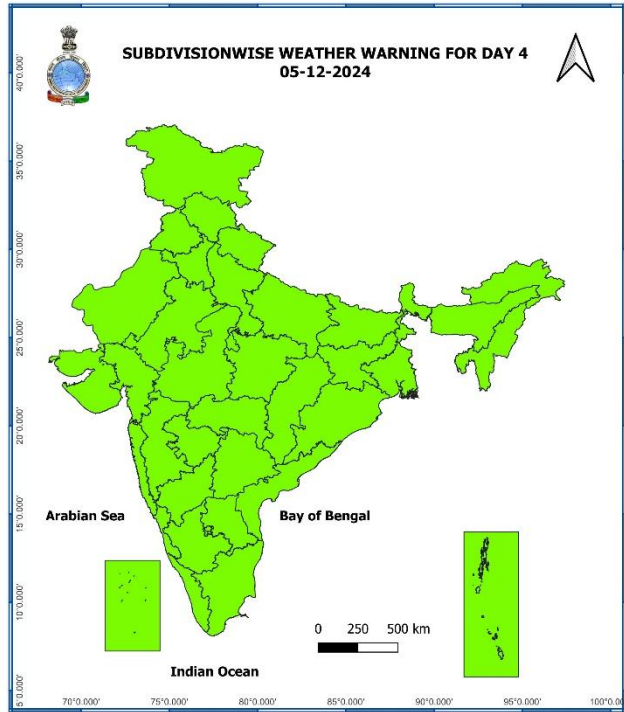 SUBDIVISIONWISE WEATHER WARNING FOR DAY 4
05-12-2024
40°0.000'
35°0.000'
30°0.000'
25°0.000'
20°0.000'
15°0.000'
10°0.000'
5°0.000'
Arabian Sea
Bay of Bengal
0 250 500 km
Indian Ocean
70°0.000' 75°0.000' 80°0.000' 85°0.000' 90°0.000' 95°0.000'